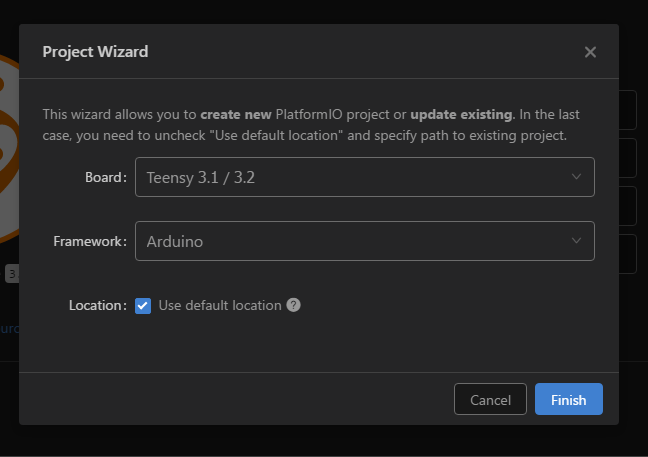 Project Wizard
This wizard allows you to create new PlatformIO project or update existing. In the last
case, you need to uncheck "Use default location" and specify path to existing project.
Board: Teensy 3.1 / 3.2
Framework: Arduino
3
Location: Use default location ?
urc
Cancel Finish